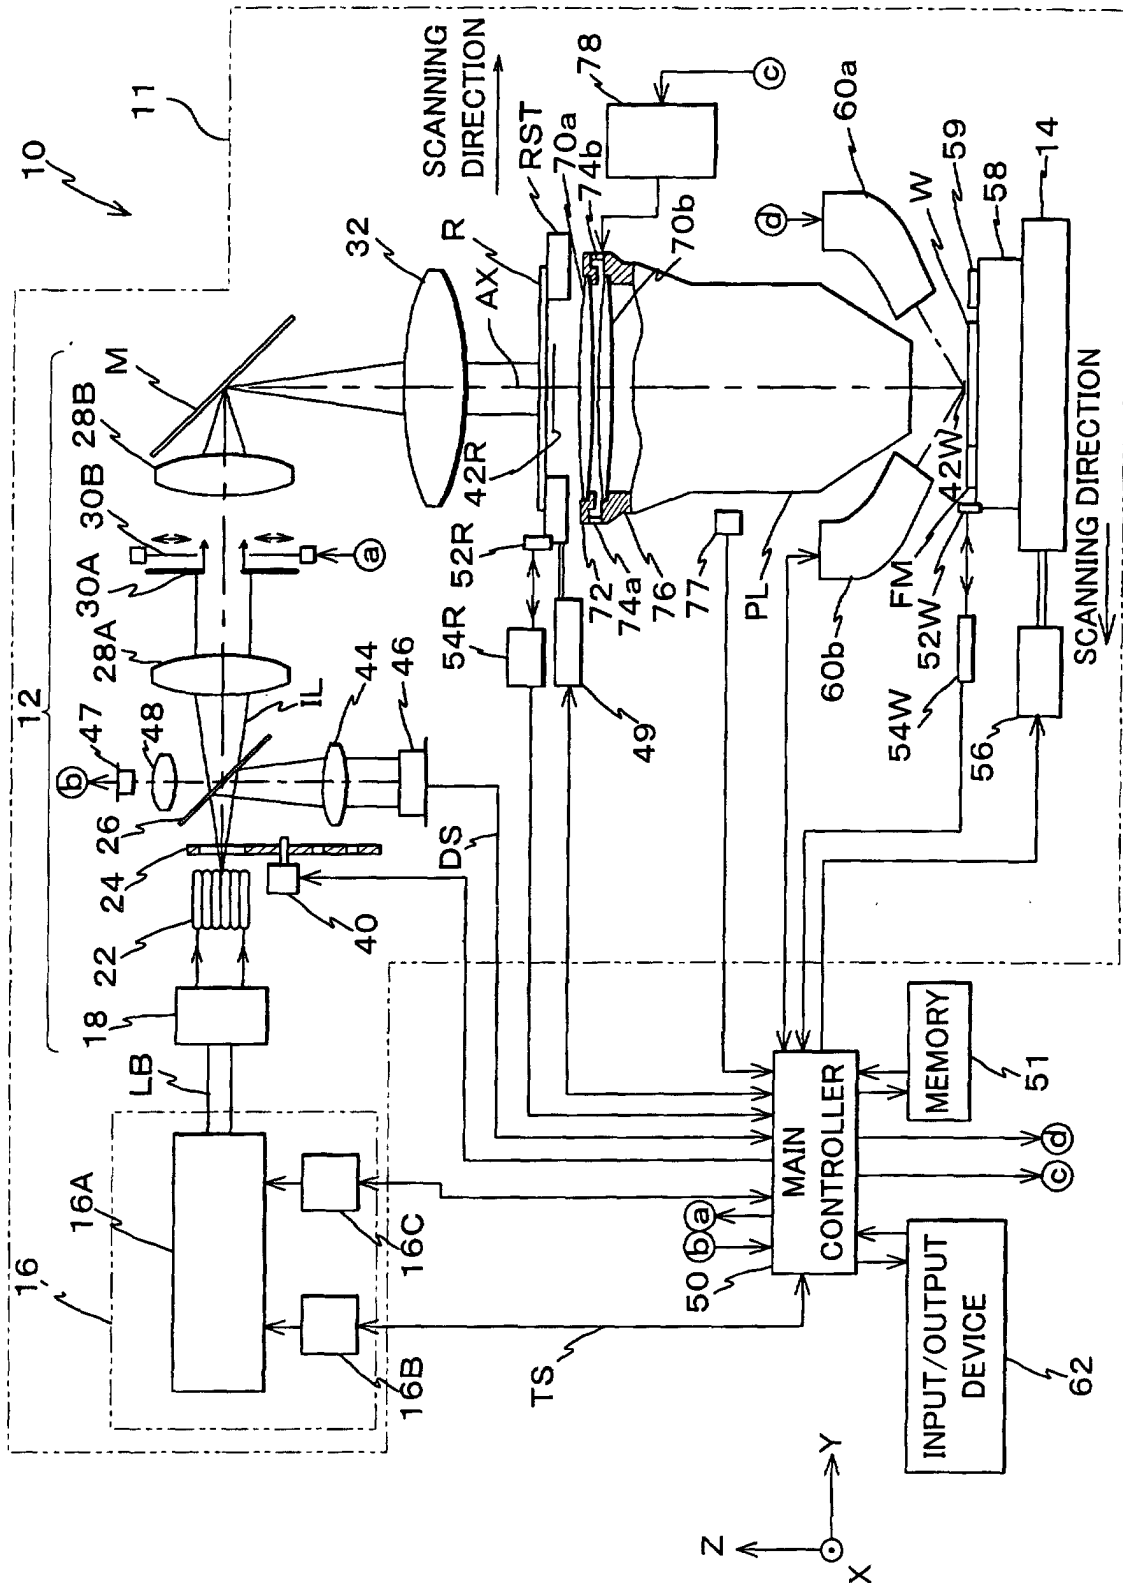 10
11
12
16
16A
LB
18
22
24
26
b
47
48
28A
30A
30B
28B
M
IL
44
46
a
DS
40
16B
16C
TS
32
R
AX
42R
SCANNING
DIRECTION
RST
70a
74b
78
c
70b
52R
54R
49
72
74a
76
77
PL
60b
60a
d
W
59
58
14
FM
42W
52W
54W
56
SCANNING DIRECTION
50
b
a
MAIN
CONTROLLER
MEMORY
51
c
d
INPUT/OUTPUT
DEVICE
62
Z
Y
X